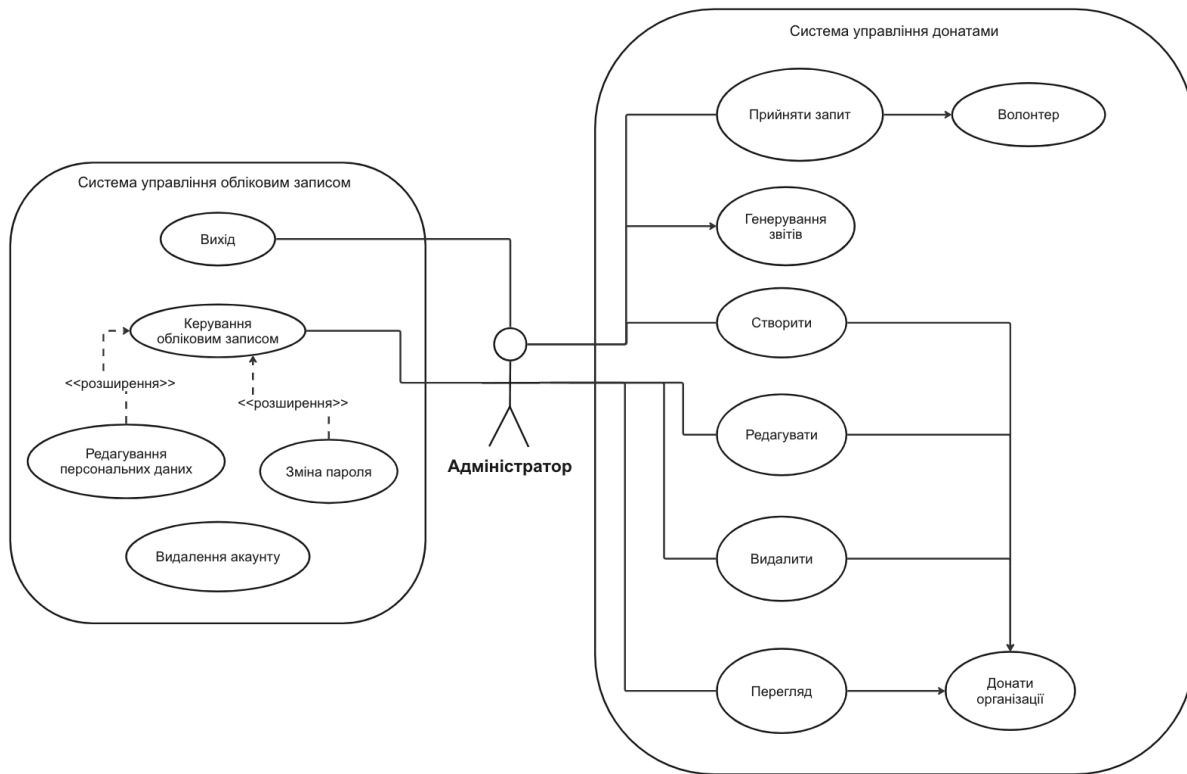 Система управління донатами
Прийняти запит
Волонтер
Система управління обліковим записом
Вихід
Генерування
звітів
Керування
обліковим записом
Створити
<<розширення>>
<<розширення>>
Редагування
персональних даних
Зміна пароля
Адміністратор
Редагувати
Видалення акаунту
Видалити
Перегляд
Донати
організації